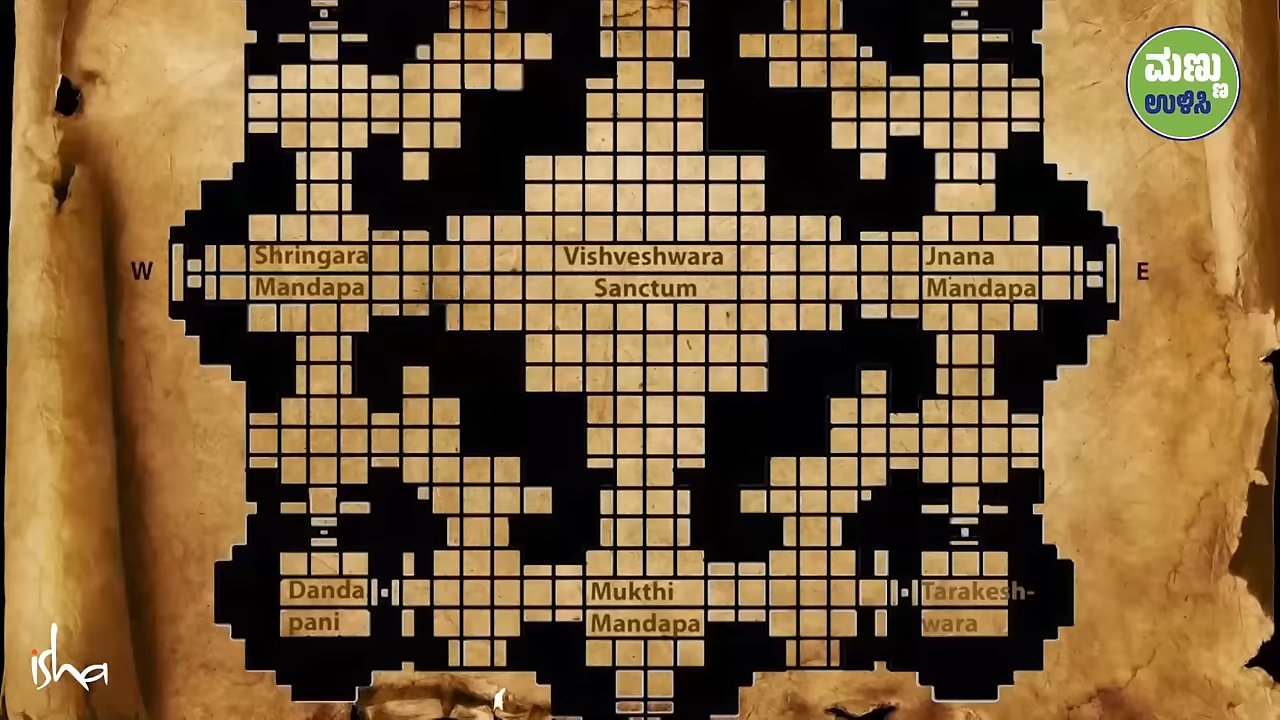 ಮಣ್ಣು
ಉಳಿಸಿ
W
Shringara
Mandapa
Vishveshwara
Sanctum
Jnana
Mandapa
E
Danda
pani
Mukthi
Mandapa
Tarakesh-
wara
isha